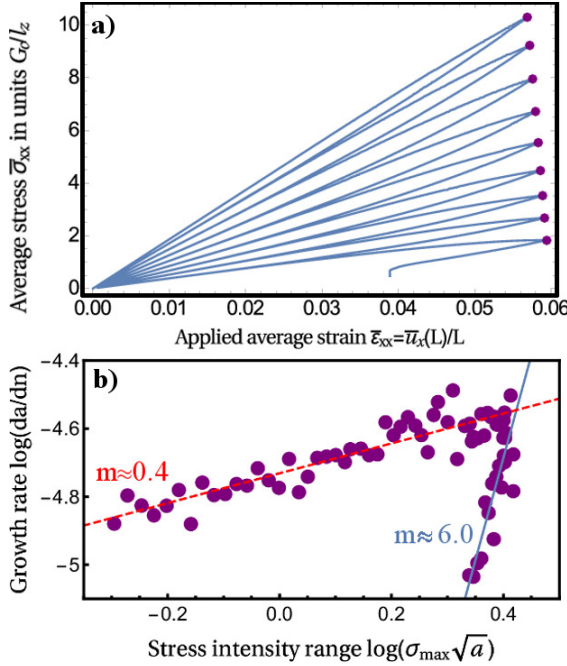 a)
Average stress σ̅xx in units G₀/lz
10
8
6
4
2
0
0.00
0.01
0.02
0.03
0.04
0.05
0.06
Applied average strain ε̅xx=u̅x(L)/L
b)
Growth rate log(da/dn)
-4.4
-4.6
-4.8
-5
m≈0.4
m≈6.0
-0.2
0.0
0.2
0.4
Stress intensity range log(σmax√a)